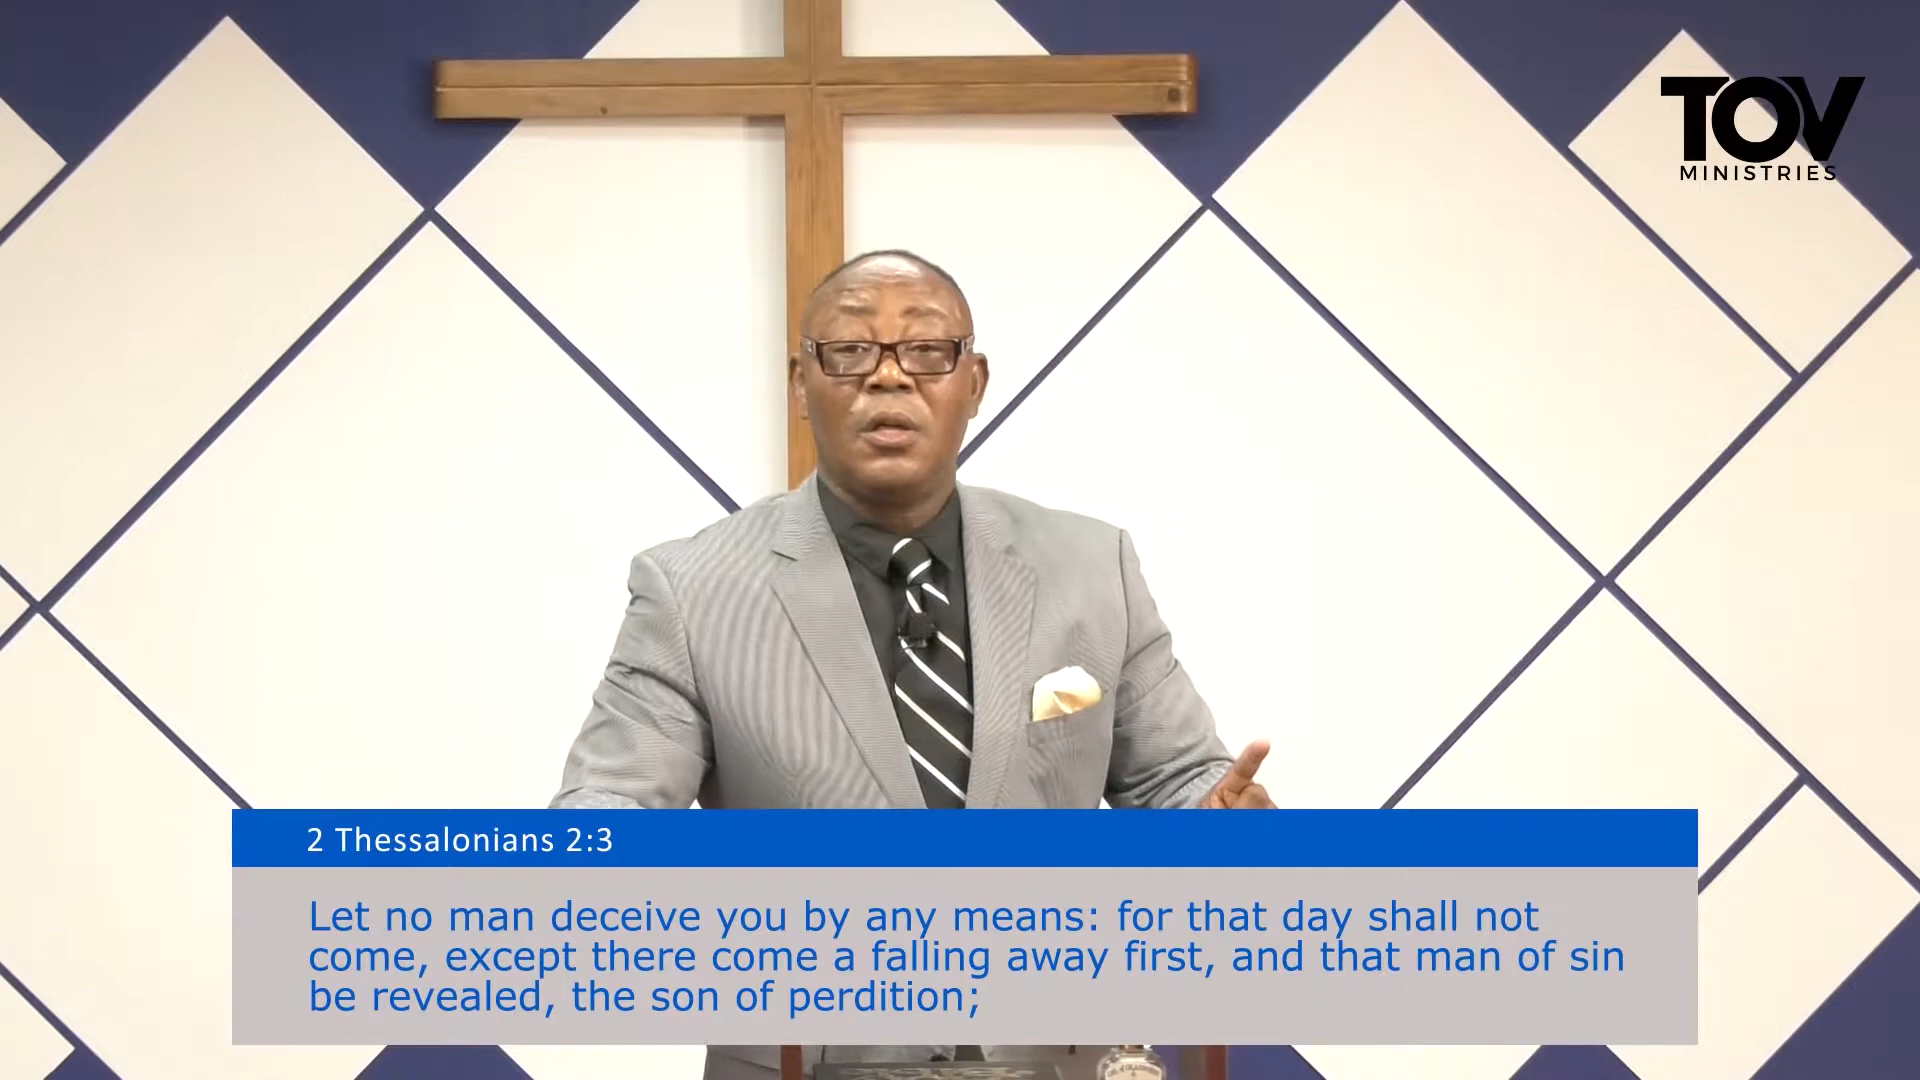 TOV
MINISTRIES
2 Thessalonians 2:3
Let no man deceive you by any means: for that day shall not
come, except there come a falling away first, and that man of sin
be revealed, the son of perdition;